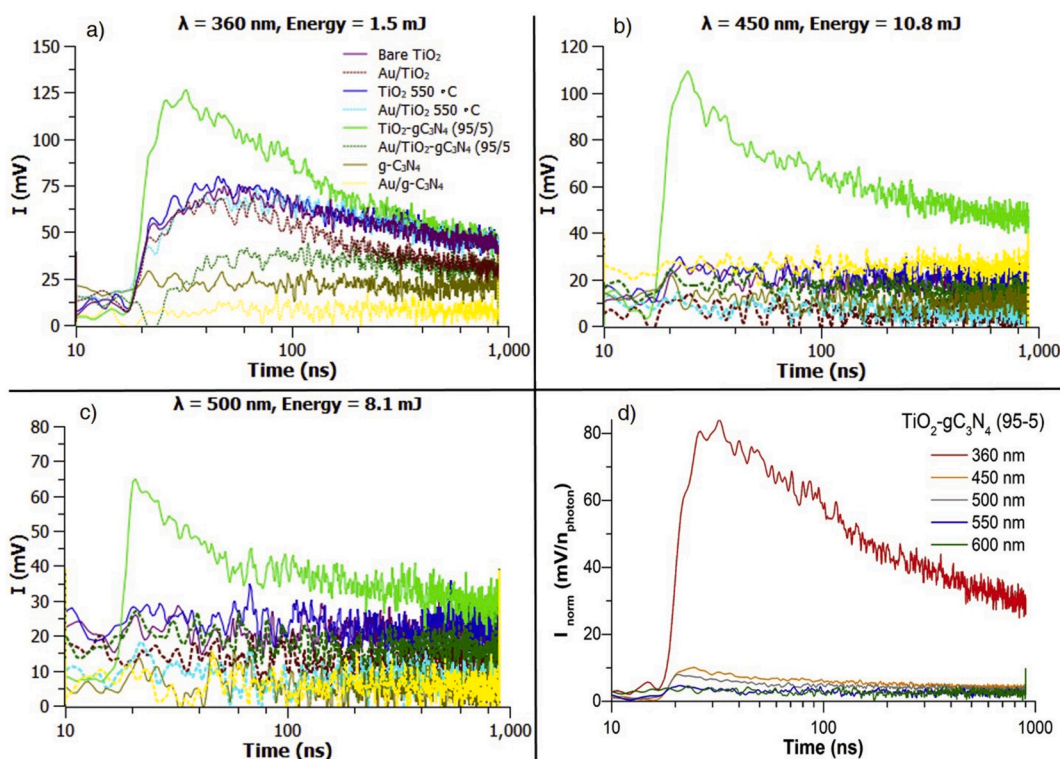 a)
λ = 360 nm, Energy = 1.5 mJ
I (mV)
150
125
100
75
50
25
0
10
100
1,000
Time (ns)
Bare TiO₂
Au/TiO₂
TiO₂ 550 °C
Au/TiO₂ 550 °C
TiO₂-gC₃N₄ (95/5)
Au/TiO₂-gC₃N₄ (95/5
g-C₃N₄
Au/g-C₃N₄
b)
λ = 450 nm, Energy = 10.8 mJ
I (mV)
120
100
80
60
40
20
0
10
100
1,000
Time (ns)
c)
λ = 500 nm, Energy = 8.1 mJ
I (mV)
80
70
60
50
40
30
20
10
0
10
100
1,000
Time (ns)
d)
TiO₂-gC₃N₄ (95-5)
360 nm
450 nm
500 nm
550 nm
600 nm
I norm (mV/nphoton)
80
60
40
20
0
10
100
1000
Time (ns)